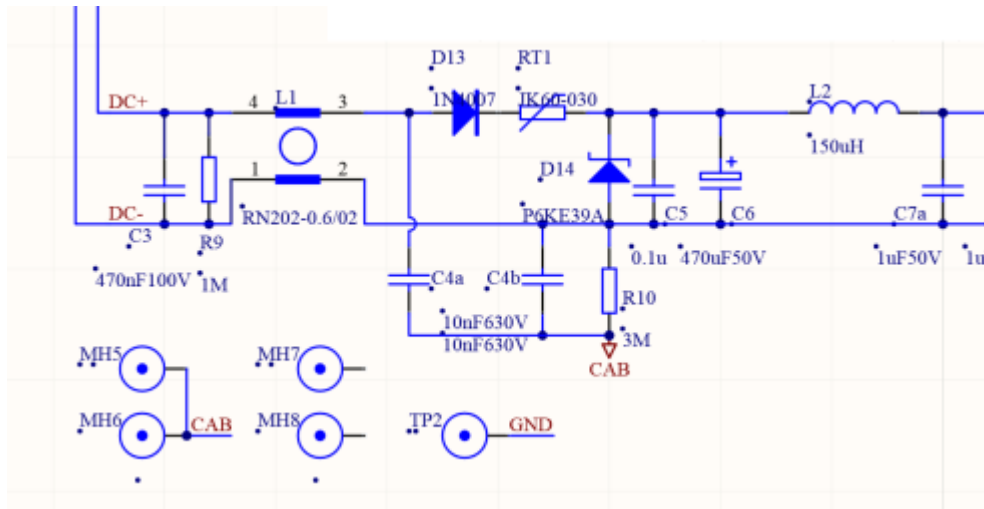 D13 RT1
1N4007 JK60-030
DC+ 4 L1 3 L2
150uH
1 2 D14
DC- RN202-0.6/02 P6KE39A C5 C6 C7a
C3 R9 0.1u 470uF50V 1uF50V 1u
470nF100V 1M C4a C4b R10
10nF630V
10nF630V 3M
MH5 MH7 CAB
MH6 CAB MH8 TP2 GND
+